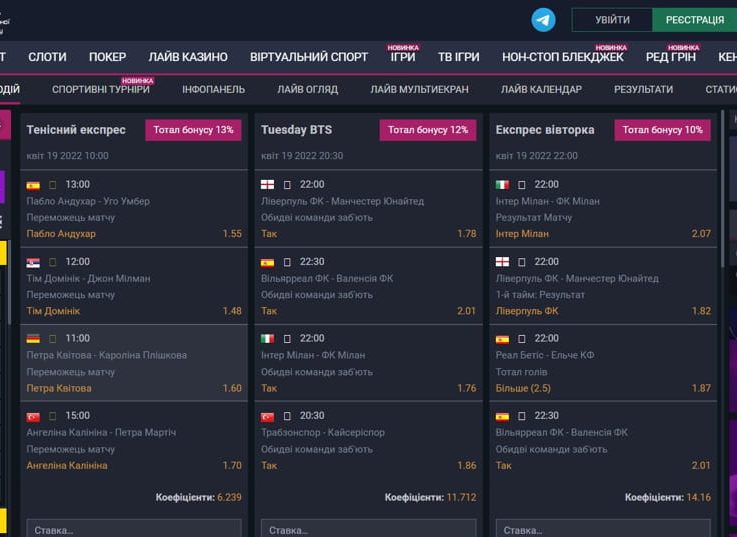 УВІЙТИ
РЕЄСТРАЦІЯ
СЛОТИ
ПОКЕР
ЛАЙВ КАЗИНО
ВІРТУАЛЬНИЙ СПОРТ
НОВИНКА
ІГРИ
ТВ ІГРИ
НОВИНКА
НОН-СТОП БЛЕКДЖЕК
НОВИНКА
РЕД ГРІН
КЕН
НОВИНКА
СПОРТИВНІ ТУРНІРИ
ІНФОПАНЕЛЬ
ЛАЙВ ОГЛЯД
ЛАЙВ МУЛЬТИЕКРАН
ЛАЙВ КАЛЕНДАР
РЕЗУЛЬТАТИ
СТАТИ
Тенісний експрес
Тотал бонусу 13%
квіт 19 2022 10:00
13:00
Пабло Андухар - Уго Умбер
Переможець матчу
Пабло Андухар 1.55
12:00
Тім Домінік - Джон Мілман
Переможець матчу
Тім Домінік 1.48
11:00
Петра Квітова - Кароліна Плішкова
Переможець матчу
Петра Квітова 1.60
15:00
Ангеліна Калініна - Петра Мартіч
Переможець матчу
Ангеліна Калініна 1.70
Коефіцієнти: 6.239
Ставка...
Tuesday BTS
Тотал бонусу 12%
квіт 19 2022 20:30
22:00
Ліверпуль ФК - Манчестер Юнайтед
Обидві команди заб'ють
Так 1.78
22:30
Вільярреал ФК - Валенсія ФК
Обидві команди заб'ють
Так 2.01
22:00
Інтер Мілан - ФК Мілан
Обидві команди заб'ють
Так 1.76
20:30
Трабзонспор - Кайсеріспор
Обидві команди заб'ють
Так 1.86
Коефіцієнти: 11.712
Ставка...
Експрес вівторка
Тотал бонусу 10%
квіт 19 2022 22:00
22:00
Інтер Мілан - ФК Мілан
Результат Матчу
Інтер Мілан 2.07
22:00
Ліверпуль ФК - Манчестер Юнайтед
1-й тайм: Результат
Ліверпуль ФК 1.82
22:00
Реал Бетіс - Ельче КФ
Тотал голів
Більше (2.5) 1.87
22:30
Вільярреал ФК - Валенсія ФК
Обидві команди заб'ють
Так 2.01
Коефіцієнти: 14.16
Ставка...